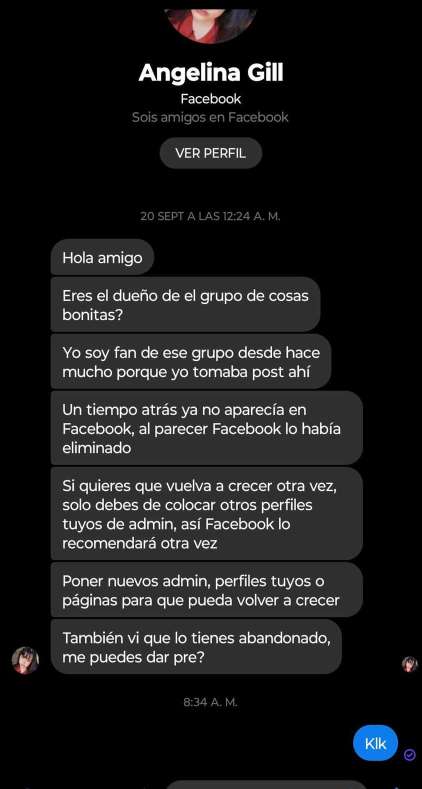 Angelina Gill
Facebook
Sois amigos en Facebook
VER PERFIL
20 SEPT A LAS 12:24 A. M.
Hola amigo
Eres el dueño de el grupo de cosas
bonitas?
Yo soy fan de ese grupo desde hace
mucho porque yo tomaba post ahí
Un tiempo atrás ya no aparecía en
Facebook, al parecer Facebook lo había
eliminado
Si quieres que vuelva a crecer otra vez,
solo debes de colocar otros perfiles
tuyos de admin, así Facebook lo
recomendará otra vez
Poner nuevos admin, perfiles tuyos o
páginas para que pueda volver a crecer
También vi que lo tienes abandonado,
me puedes dar pre?
8:34 A. M.
Klk